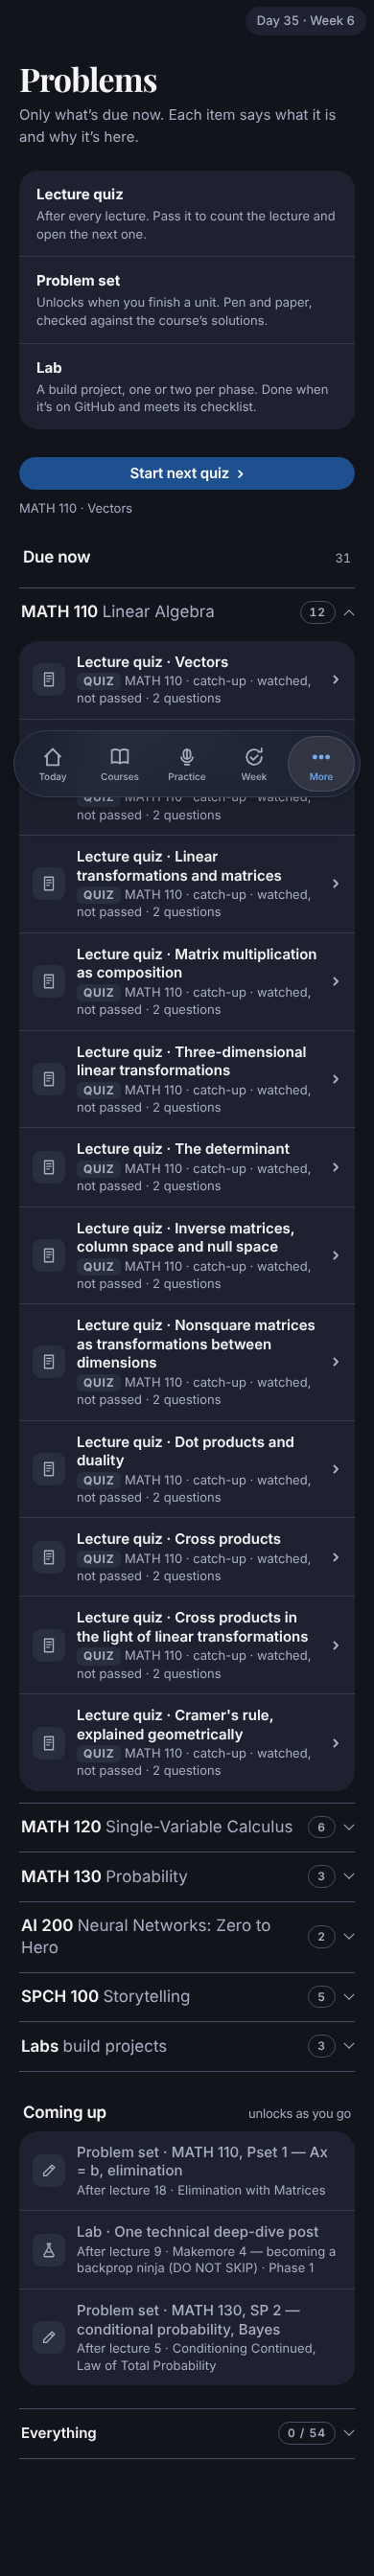 Day 35 · Week 6
Problems
Only what’s due now. Each item says what it is
and why it’s here.
Lecture quiz
After every lecture. Pass it to count the lecture and
open the next one.
Problem set
Unlocks when you finish a unit. Pen and paper,
checked against the course’s solutions.
Lab
A build project, one or two per phase. Done when
it’s on GitHub and meets its checklist.
Start next quiz ›
MATH 110 · Vectors
Due now 31
MATH 110 Linear Algebra 12
Lecture quiz · Vectors
QUIZ MATH 110 · catch-up · watched,
not passed · 2 questions
Today Courses Practice Week More
QUIZ MATH 110 · catch-up · watched,
not passed · 2 questions
Lecture quiz · Linear
transformations and matrices
QUIZ MATH 110 · catch-up · watched,
not passed · 2 questions
Lecture quiz · Matrix multiplication
as composition
QUIZ MATH 110 · catch-up · watched,
not passed · 2 questions
Lecture quiz · Three-dimensional
linear transformations
QUIZ MATH 110 · catch-up · watched,
not passed · 2 questions
Lecture quiz · The determinant
QUIZ MATH 110 · catch-up · watched,
not passed · 2 questions
Lecture quiz · Inverse matrices,
column space and null space
QUIZ MATH 110 · catch-up · watched,
not passed · 2 questions
Lecture quiz · Nonsquare matrices
as transformations between
dimensions
QUIZ MATH 110 · catch-up · watched,
not passed · 2 questions
Lecture quiz · Dot products and
duality
QUIZ MATH 110 · catch-up · watched,
not passed · 2 questions
Lecture quiz · Cross products
QUIZ MATH 110 · catch-up · watched,
not passed · 2 questions
Lecture quiz · Cross products in
the light of linear transformations
QUIZ MATH 110 · catch-up · watched,
not passed · 2 questions
Lecture quiz · Cramer's rule,
explained geometrically
QUIZ MATH 110 · catch-up · watched,
not passed · 2 questions
MATH 120 Single-Variable Calculus 6
MATH 130 Probability 3
AI 200 Neural Networks: Zero to
Hero 2
SPCH 100 Storytelling 5
Labs build projects 3
Coming up unlocks as you go
Problem set · MATH 110, Pset 1 — Ax
= b, elimination
After lecture 18 · Elimination with Matrices
Lab · One technical deep-dive post
After lecture 9 · Makemore 4 — becoming a
backprop ninja (DO NOT SKIP) · Phase 1
Problem set · MATH 130, SP 2 —
conditional probability, Bayes
After lecture 5 · Conditioning Continued,
Law of Total Probability
Everything 0 / 54